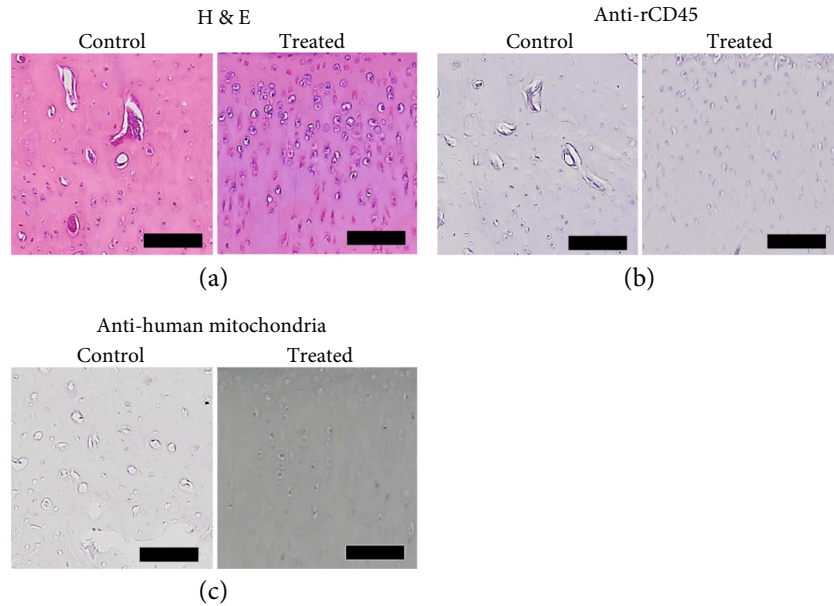 H & E
Control Treated
(a)
Anti-rCD45
Control Treated
(b)
Anti-human mitochondria
Control Treated
(c)